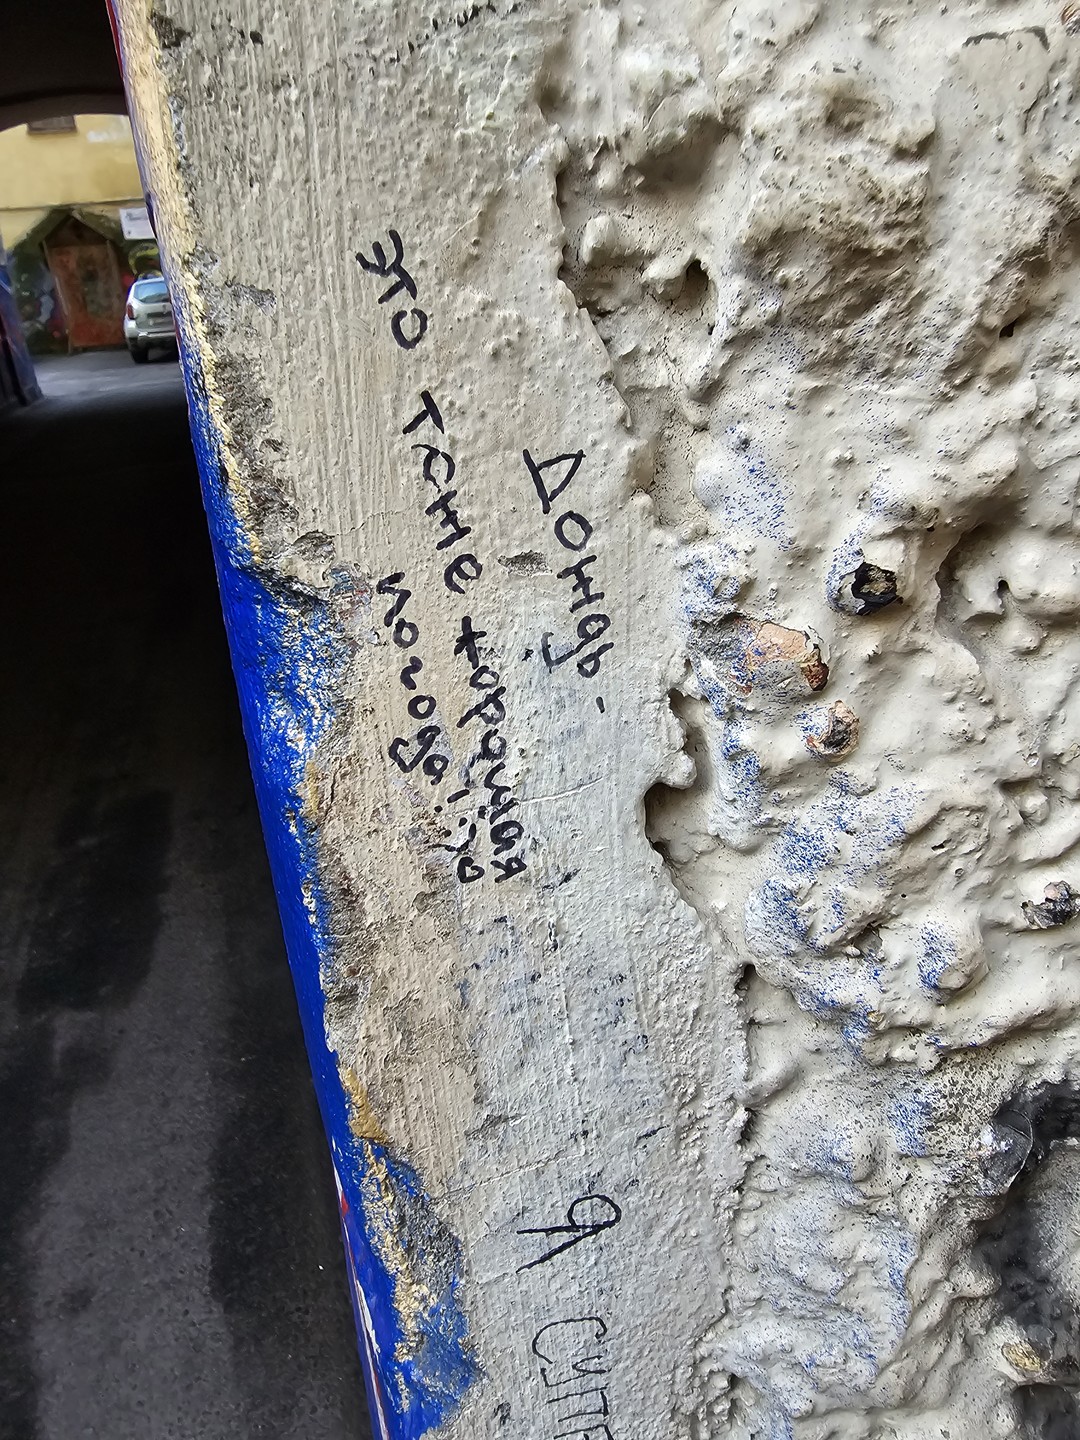 Дождь -
это тоже хорошая
погода
Я